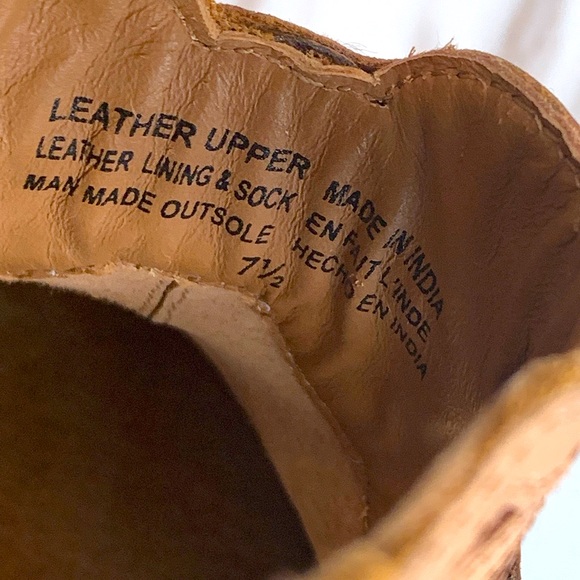 LEATHER UPPER MADE IN INDIA
LEATHER LINING & SOCK EN FAIT L'INDE
MAN MADE OUTSOLE HECHO EN INDIA
7½